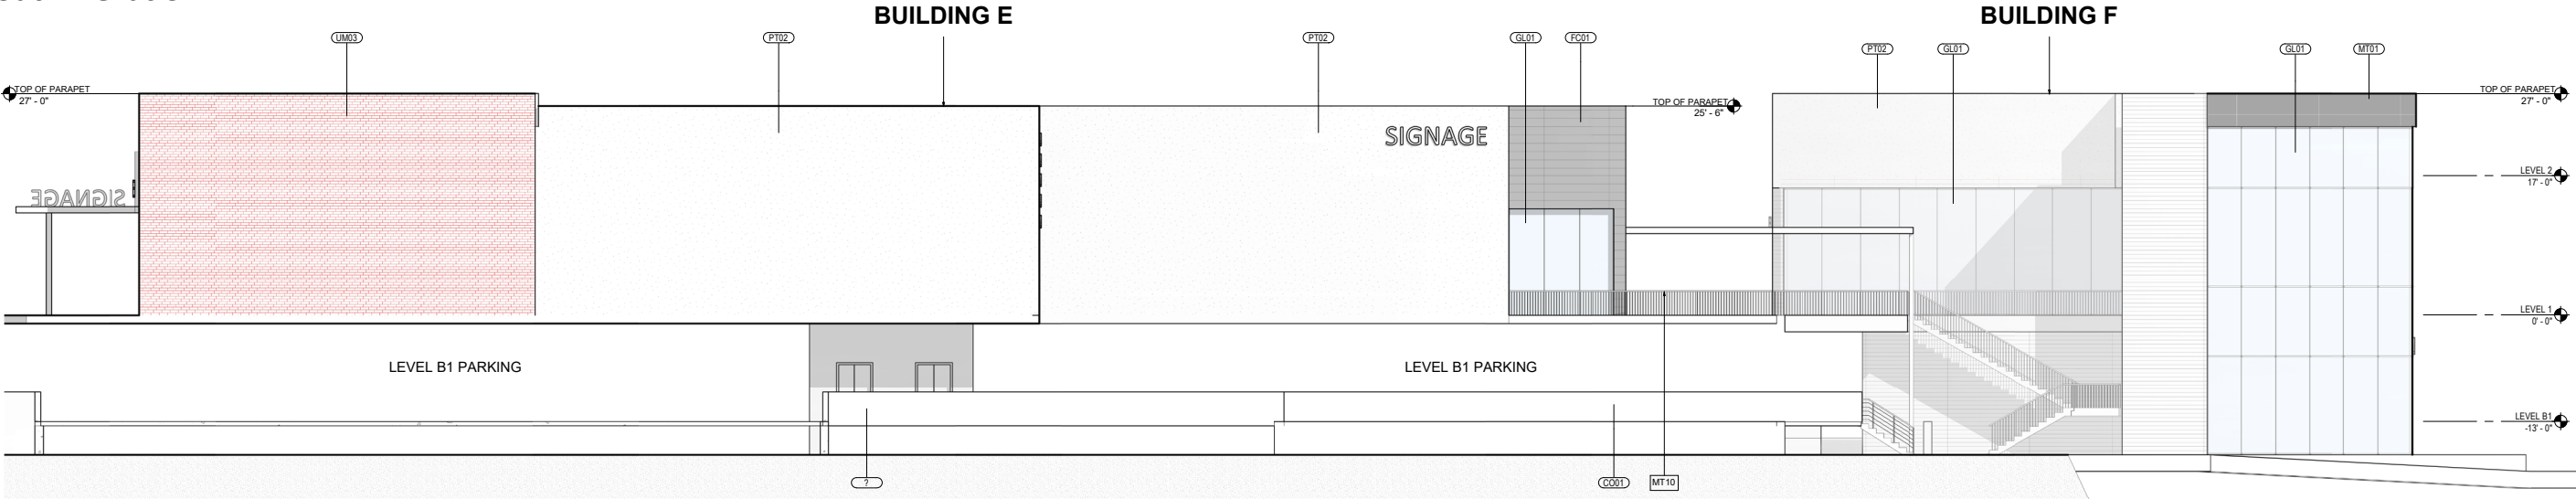 BUILDING E
BUILDING F
UM03
PT02
PT02
GL01
FC01
PT02
GL01
GL01
MT01
TOP OF PARAPET
27' - 0"
TOP OF PARAPET
25' - 6"
TOP OF PARAPET
27' - 0"
SIGNAGE
LEVEL 2
17' - 0"
SIGNAGE
LEVEL 1
0' - 0"
LEVEL B1 PARKING
LEVEL B1 PARKING
LEVEL B1
-13' - 0"
?
CO01
MT10